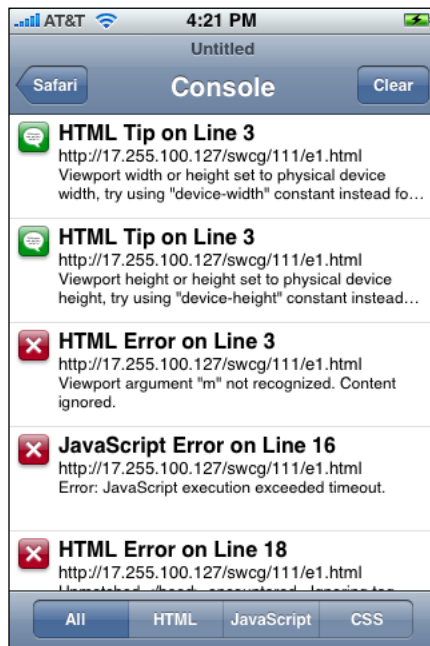 AT&T 4:21 PM
Untitled
Safari Console Clear
HTML Tip on Line 3
http://17.255.100.127/swcg/111/e1.html
Viewport width or height set to physical device
width, try using "device-width" constant instead fo...
HTML Tip on Line 3
http://17.255.100.127/swcg/111/e1.html
Viewport height or height set to physical device
height, try using "device-height" constant instead...
HTML Error on Line 3
http://17.255.100.127/swcg/111/e1.html
Viewport argument "m" not recognized. Content
ignored.
JavaScript Error on Line 16
http://17.255.100.127/swcg/111/e1.html
Error: JavaScript execution exceeded timeout.
HTML Error on Line 18
http://17.255.100.127/swcg/111/e1.html
Unmatched </head> encountered. Ignoring tag.
All HTML JavaScript CSS